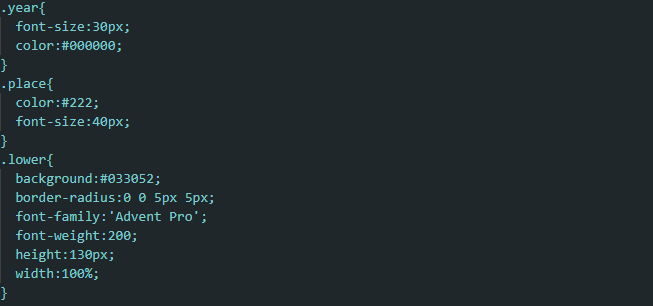 .year{
font-size:30px;
color:#000000;
}
.place{
color:#222;
font-size:40px;
}
.lower{
background:#033052;
border-radius:0 0 5px 5px;
font-family:'Advent Pro';
font-weight:200;
height:130px;
width:100%;
}